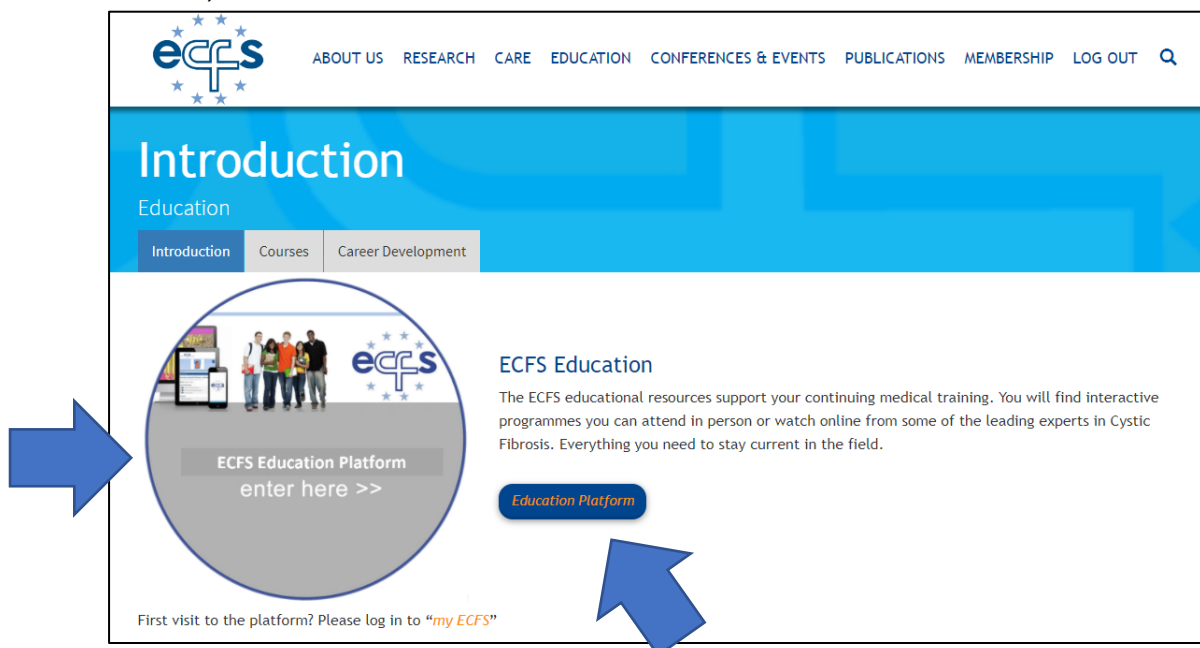 ecfs
ABOUT US RESEARCH CARE EDUCATION CONFERENCES & EVENTS PUBLICATIONS MEMBERSHIP LOG OUT
Introduction
Education
Introduction Courses Career Development
ecfs
ECFS Education Platform
enter here >>
ECFS Education
The ECFS educational resources support your continuing medical training. You will find interactive
programmes you can attend in person or watch online from some of the leading experts in Cystic
Fibrosis. Everything you need to stay current in the field.
Education Platform
First visit to the platform? Please log in to “my ECFS”